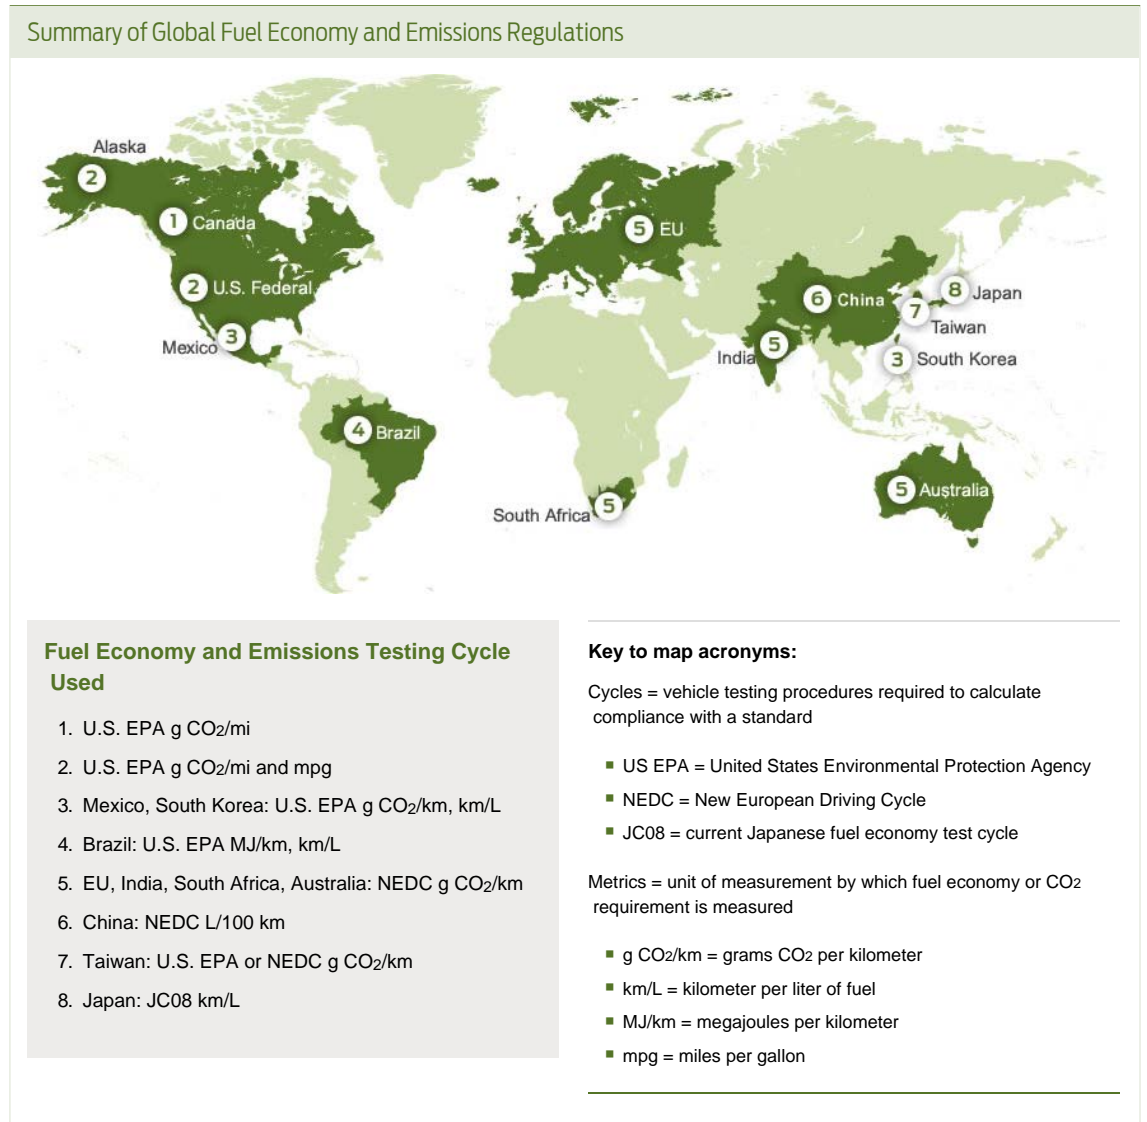 Summary of Global Fuel Economy and Emissions Regulations
Alaska
2
1 Canada
5 EU
2 U.S. Federal
6 China
8 Japan
7
Taiwan
Mexico 3
India 5
3 South Korea
4 Brazil
5 Australia
South Africa 5
Fuel Economy and Emissions Testing Cycle
Used
1. U.S. EPA g CO2/mi
2. U.S. EPA g CO2/mi and mpg
3. Mexico, South Korea: U.S. EPA g CO2/km, km/L
4. Brazil: U.S. EPA MJ/km, km/L
5. EU, India, South Africa, Australia: NEDC g CO2/km
6. China: NEDC L/100 km
7. Taiwan: U.S. EPA or NEDC g CO2/km
8. Japan: JC08 km/L
Key to map acronyms:
Cycles = vehicle testing procedures required to calculate
compliance with a standard
US EPA = United States Environmental Protection Agency
NEDC = New European Driving Cycle
JC08 = current Japanese fuel economy test cycle
Metrics = unit of measurement by which fuel economy or CO2
requirement is measured
g CO2/km = grams CO2 per kilometer
km/L = kilometer per liter of fuel
MJ/km = megajoules per kilometer
mpg = miles per gallon